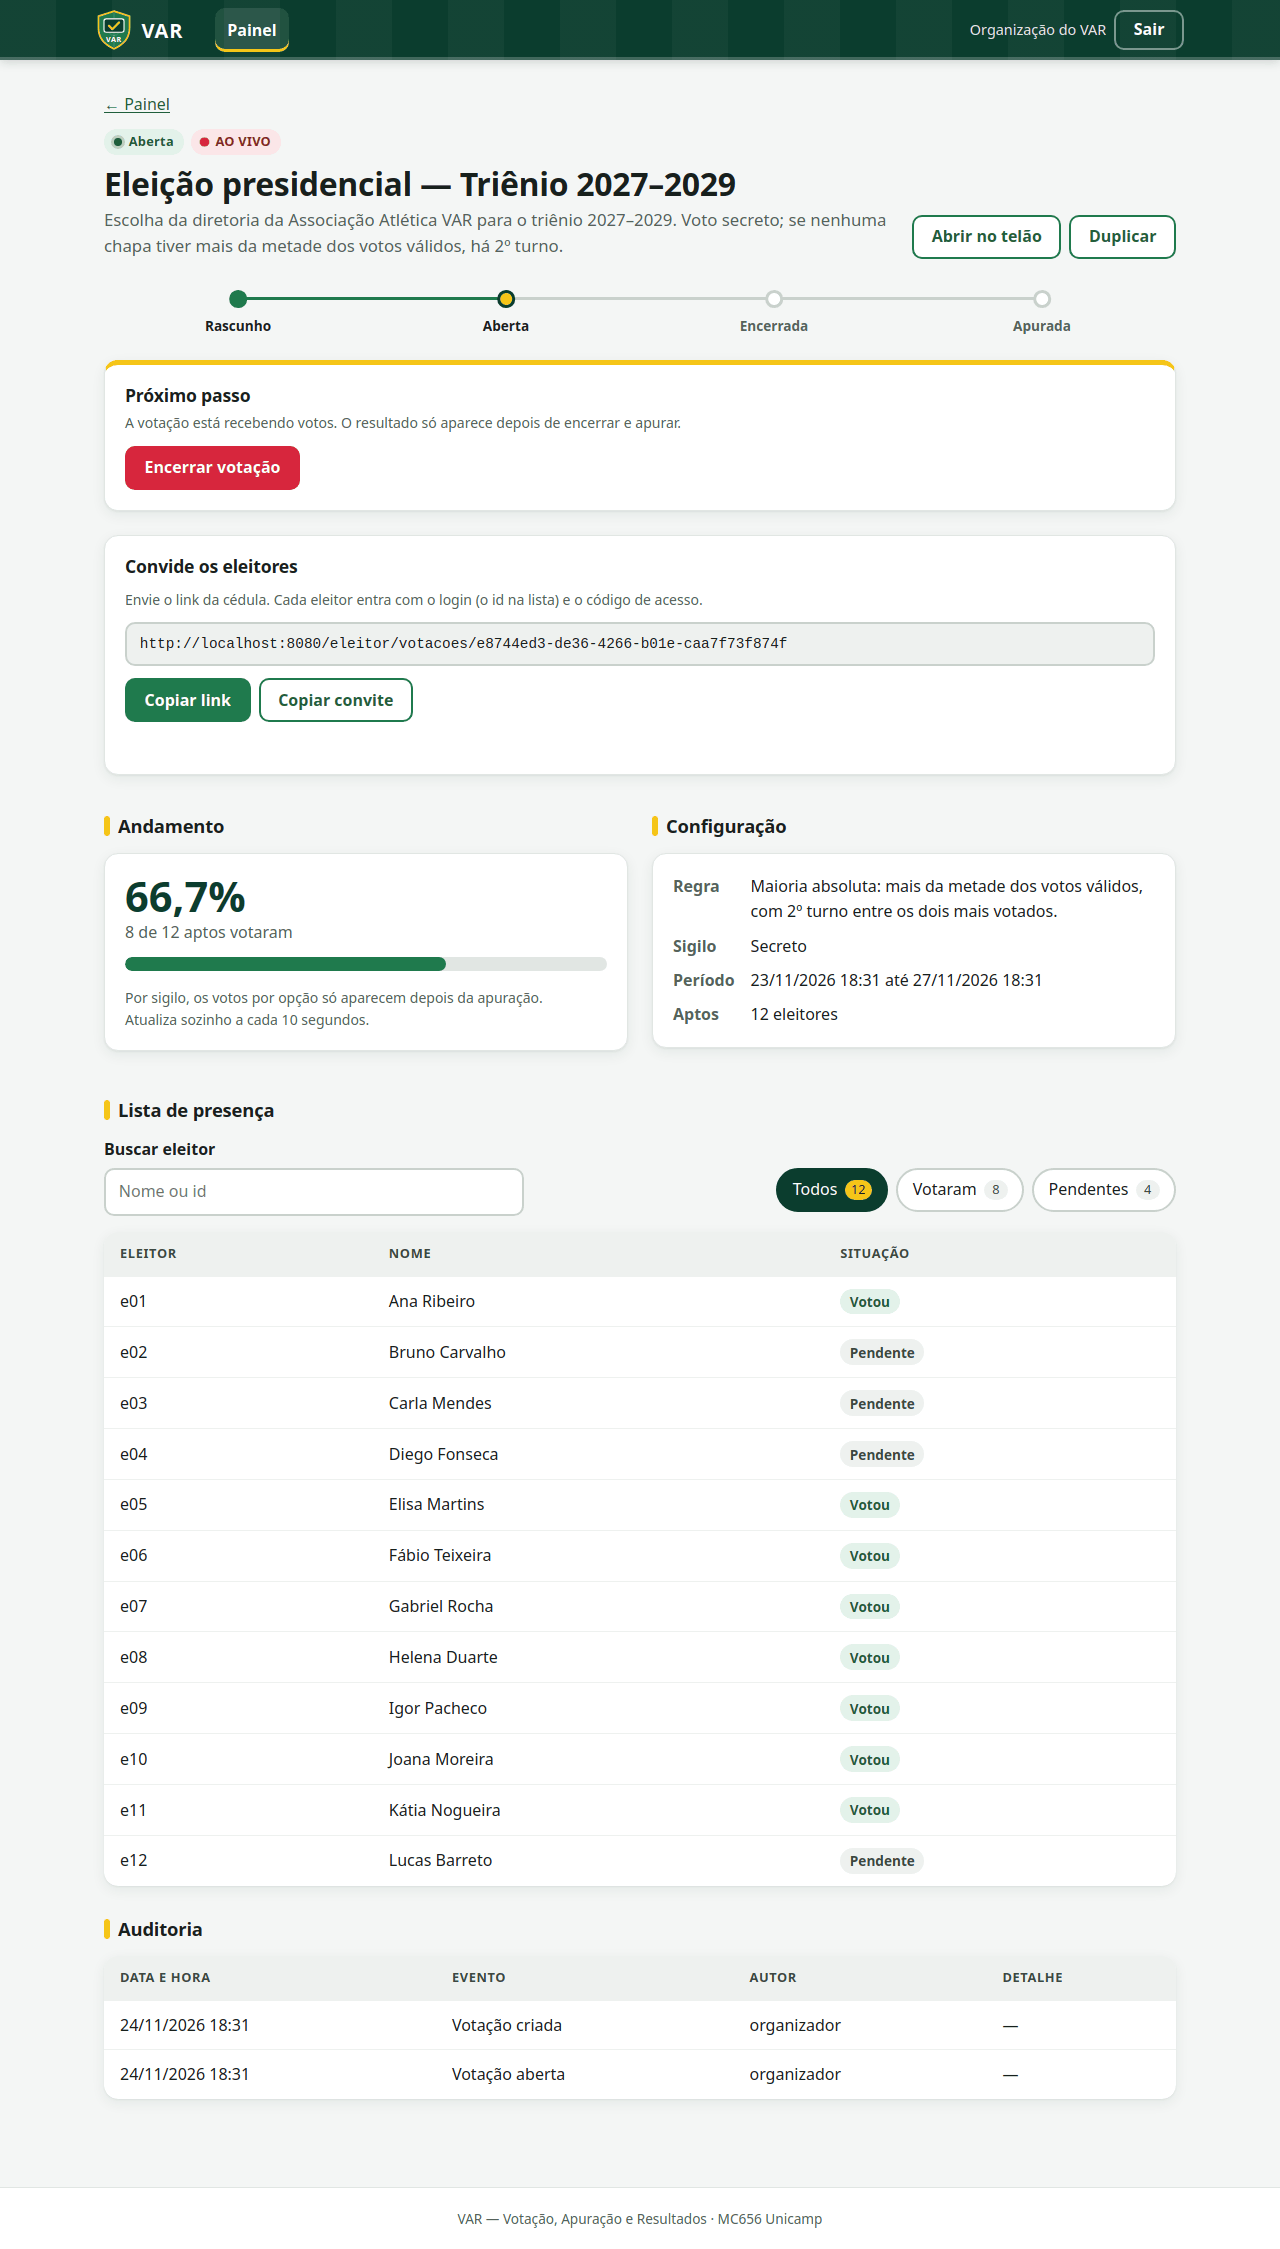 VAR
VAR
Painel
Organização do VAR
Sair
← Painel
Aberta
AO VIVO
Eleição presidencial — Triênio 2027–2029
Escolha da diretoria da Associação Atlética VAR para o triênio 2027–2029. Voto secreto; se nenhuma
chapa tiver mais da metade dos votos válidos, há 2º turno.
Abrir no telão
Duplicar
Rascunho
Aberta
Encerrada
Apurada
Próximo passo
A votação está recebendo votos. O resultado só aparece depois de encerrar e apurar.
Encerrar votação
Convide os eleitores
Envie o link da cédula. Cada eleitor entra com o login (o id na lista) e o código de acesso.
http://localhost:8080/eleitor/votacoes/e8744ed3-de36-4266-b01e-caa7f73f874f
Copiar link
Copiar convite
Andamento
66,7%
8 de 12 aptos votaram
Por sigilo, os votos por opção só aparecem depois da apuração.
Atualiza sozinho a cada 10 segundos.
Configuração
Regra Maioria absoluta: mais da metade dos votos válidos,
com 2º turno entre os dois mais votados.
Sigilo Secreto
Período 23/11/2026 18:31 até 27/11/2026 18:31
Aptos 12 eleitores
Lista de presença
Buscar eleitor
Nome ou id
Todos 12
Votaram 8
Pendentes 4
ELEITOR NOME SITUAÇÃO
e01 Ana Ribeiro Votou
e02 Bruno Carvalho Pendente
e03 Carla Mendes Pendente
e04 Diego Fonseca Pendente
e05 Elisa Martins Votou
e06 Fábio Teixeira Votou
e07 Gabriel Rocha Votou
e08 Helena Duarte Votou
e09 Igor Pacheco Votou
e10 Joana Moreira Votou
e11 Kátia Nogueira Votou
e12 Lucas Barreto Pendente
Auditoria
DATA E HORA EVENTO AUTOR DETALHE
24/11/2026 18:31 Votação criada organizador —
24/11/2026 18:31 Votação aberta organizador —
VAR — Votação, Apuração e Resultados · MC656 Unicamp